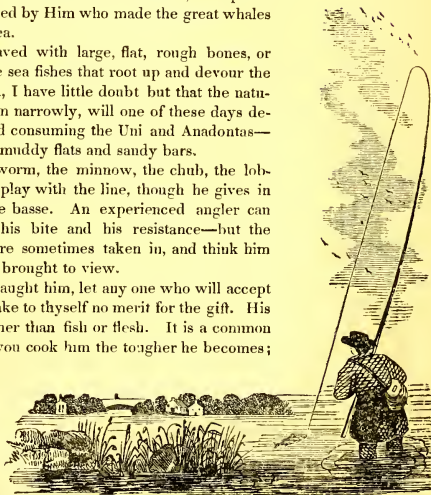 ed by Him who made the great whales
ea.
aved with large, flat, rough bones, or
e sea fishes that root up and devour the
, I have little doubt but that the natu-
n narrowly, will one of these days de-
d consuming the Uni and Anadontas—
muddy flats and sandy bars.
worm, the minnow, the chub, the lob-
play with the line, though he gives in
e basse. An experienced angler can
his bite and his resistance—but the
re sometimes taken in, and think him
brought to view.
aught him, let any one who will accept
ake to thyself no merit for the gift. His
her than fish or flesh. It is a common
you cook him the tougher he becomes;